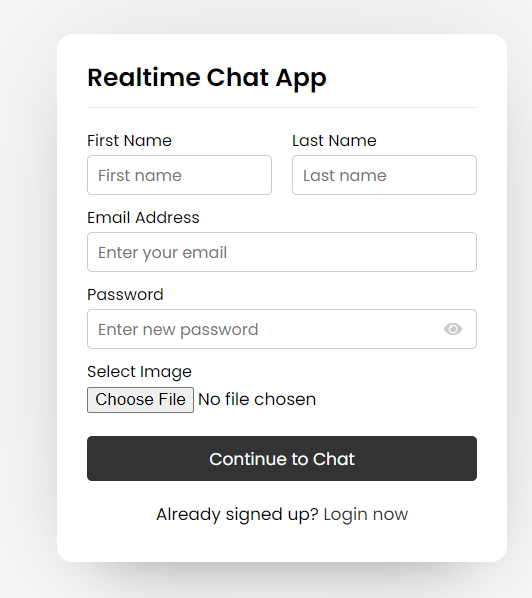 Realtime Chat App
First Name Last Name
First name Last name
Email Address
Enter your email
Password
Enter new password
Select Image
Choose File No file chosen
Continue to Chat
Already signed up? Login now